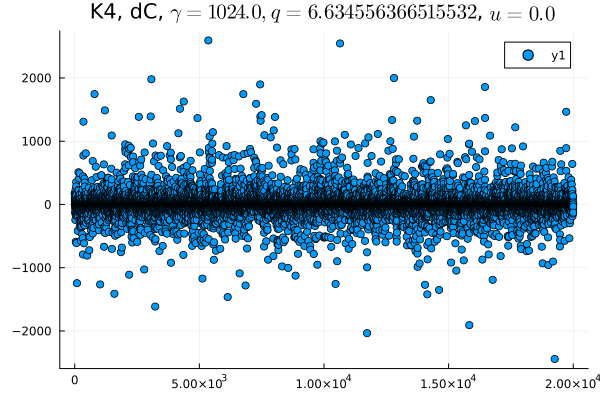 K4, dC, γ = 1024.0, q = 6.634556366515532, u = 0.0
y1
2000
1000
0
−1000
−2000
0 5.00×10³ 1.00×10⁴ 1.50×10⁴ 2.00×10⁴